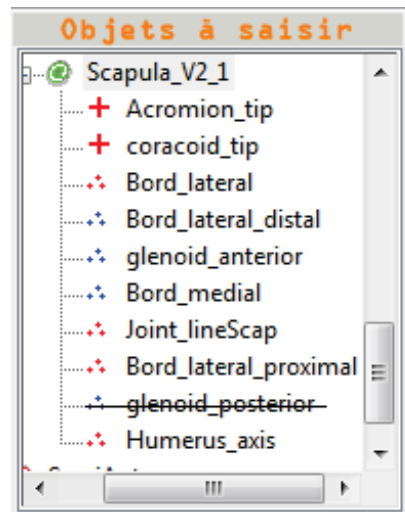 Objets à saisir
Scapula_V2_1
Acromion_tip
coracoid_tip
Bord_lateral
Bord_lateral_distal
glenoid_anterior
Bord_medial
Joint_lineScap
Bord_lateral_proximal
glenoid_posterior
Humerus_axis